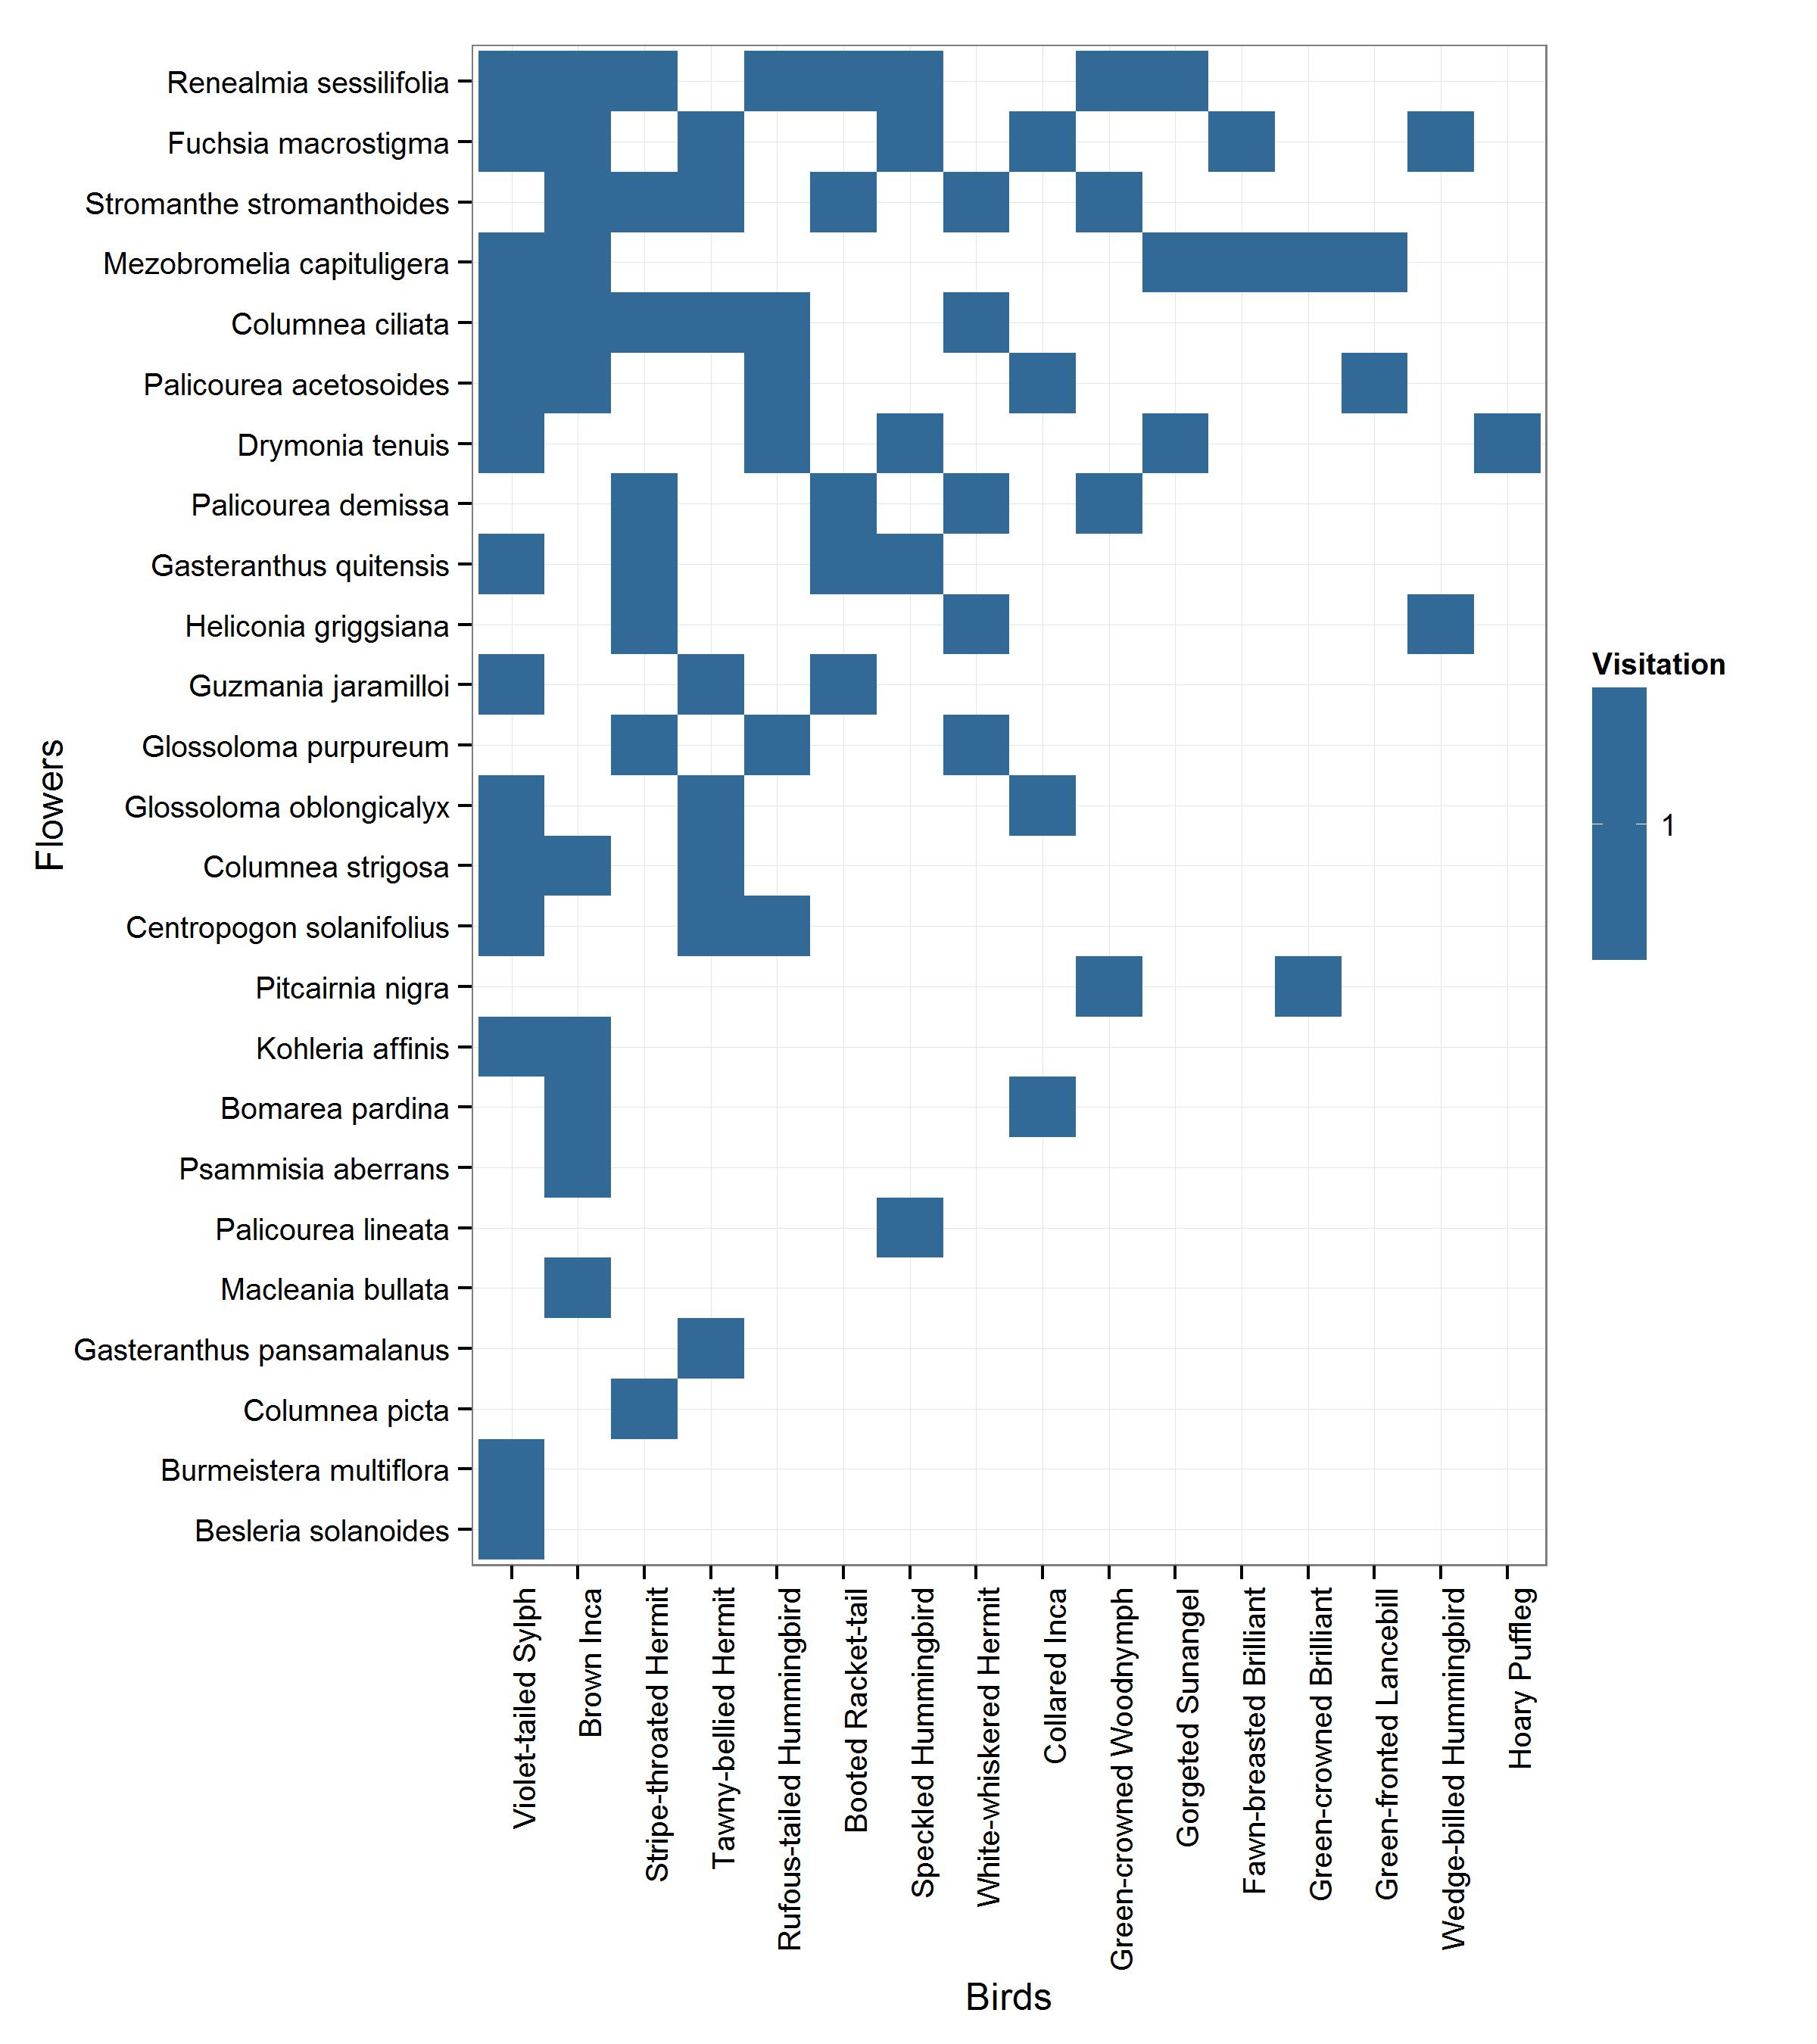 Renealmia sessilifolia
Fuchsia macrostigma
Stromanthe stromanthoides
Mezobromelia capituligera
Columnea ciliata
Palicourea acetosoides
Drymonia tenuis
Palicourea demissa
Gasteranthus quitensis
Heliconia griggsiana
Guzmania jaramilloi
Glossoloma purpureum
Glossoloma oblongicalyx
Columnea strigosa
Centropogon solanifolius
Pitcairnia nigra
Kohleria affinis
Bomarea pardina
Psammisia aberrans
Palicourea lineata
Macleania bullata
Gasteranthus pansamalanus
Columnea picta
Burmeistera multiflora
Besleria solanoides
Flowers
Violet-tailed Sylph
Brown Inca
Stripe-throated Hermit
Tawny-bellied Hermit
Rufous-tailed Hummingbird
Booted Racket-tail
Speckled Hummingbird
White-whiskered Hermit
Collared Inca
Green-crowned Woodnymph
Gorgeted Sunangel
Fawn-breasted Brilliant
Green-crowned Brilliant
Green-fronted Lancebill
Wedge-billed Hummingbird
Hoary Puffleg
Birds
Visitation
1